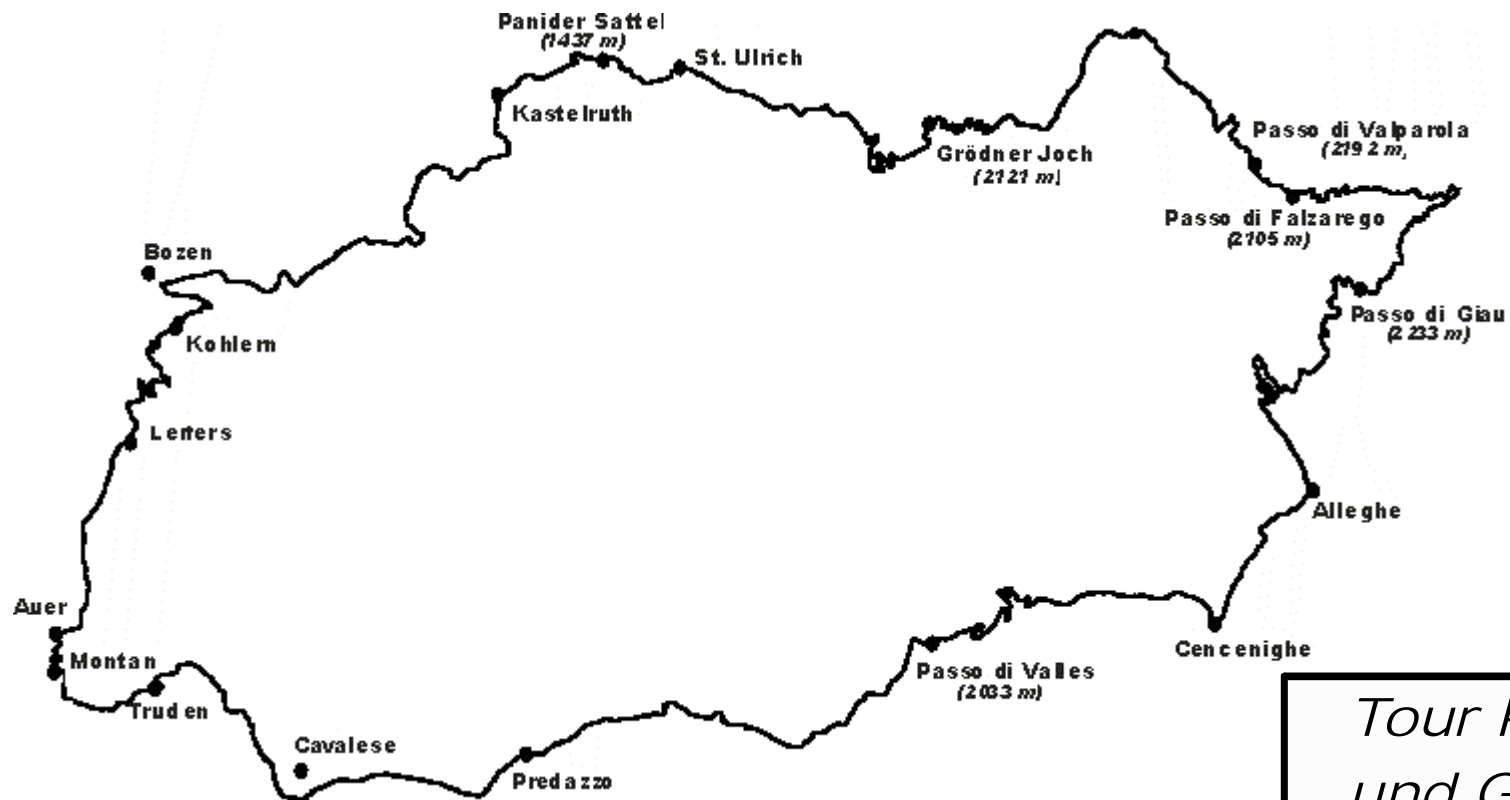 Panider Sattel
(1437 m)
St. Ulrich
Kastelruth
Passo di Valparola
(2192 m)
Grödner Joch
(2121 m)
Passo di Falzarego
(2105 m)
Bozen
Passo di Giau
(2233 m)
Kohlern
Leifers
Alleghe
Auer
Montan
Cencenighe
Passo di Valles
(2033 m)
Truden
Tour
und
Cavalese
Predazzo